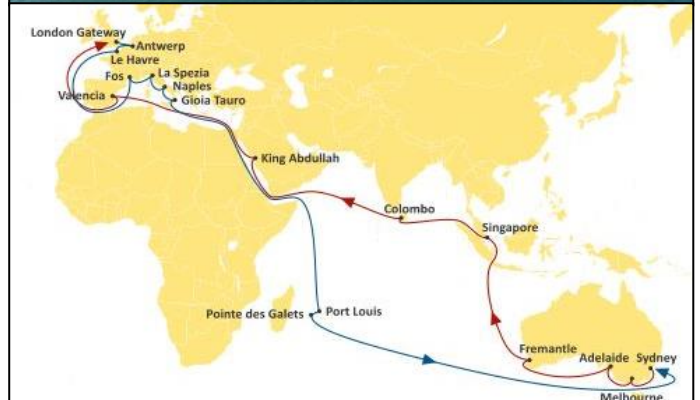 London Gateway
Antwerp
Le Havre
Fos
La Spezia
Naples
Valencia
Gioia Tauro
King Abdullah
Colombo
Singapore
Pointe des Galets
Port Louis
Fremantle
Adelaide
Sydney
Melbourne